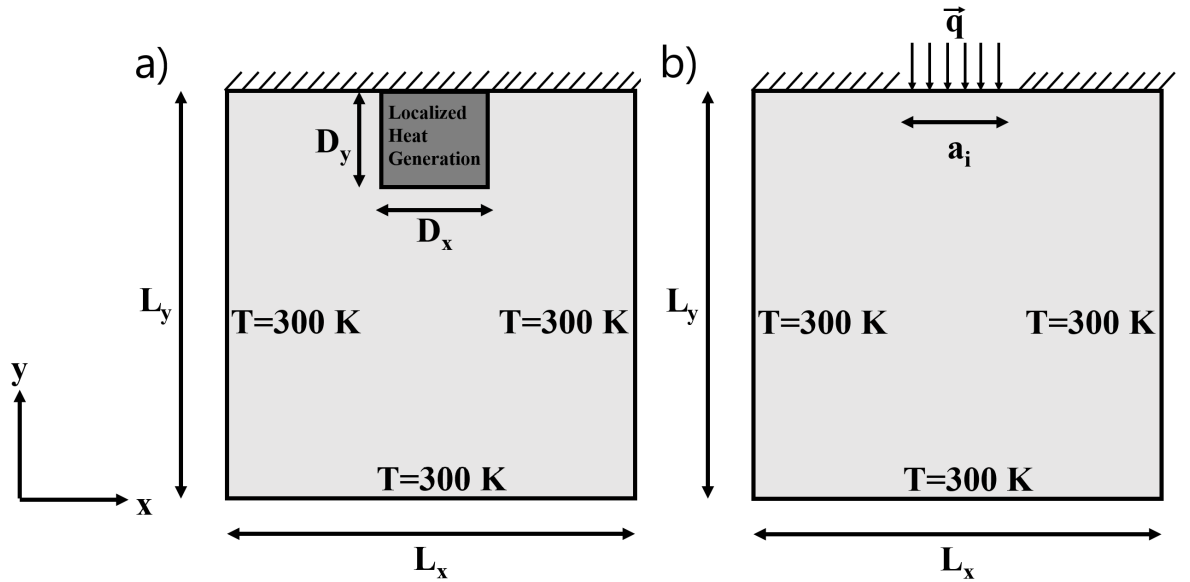 a)
Localized
Heat
Generation
D_y
D_x
L_y
T=300 K
T=300 K
T=300 K
L_x
y
x
b)
q⃗
a_i
L_y
T=300 K
T=300 K
T=300 K
L_x